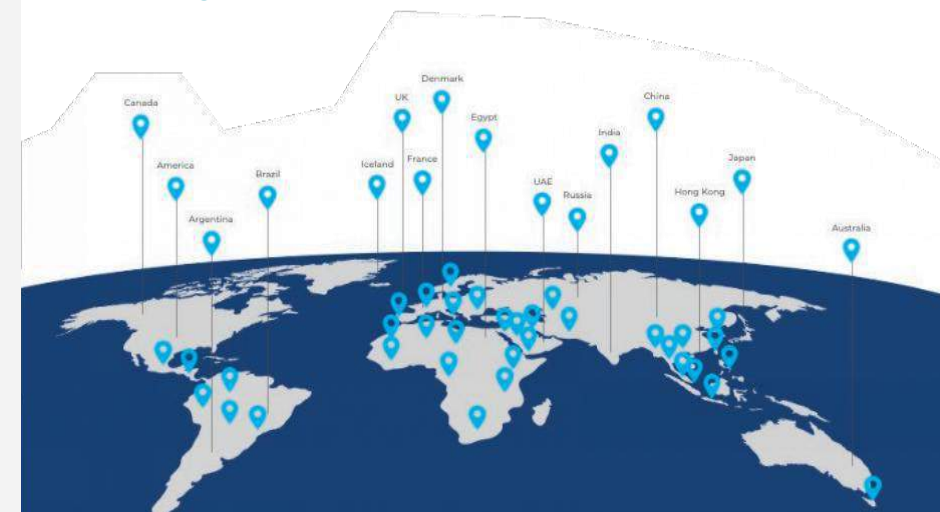 Canada
America
Argentina
Brazil
Iceland
UK
France
Denmark
Egypt
UAE
Russia
India
China
Hong Kong
Japan
Australia